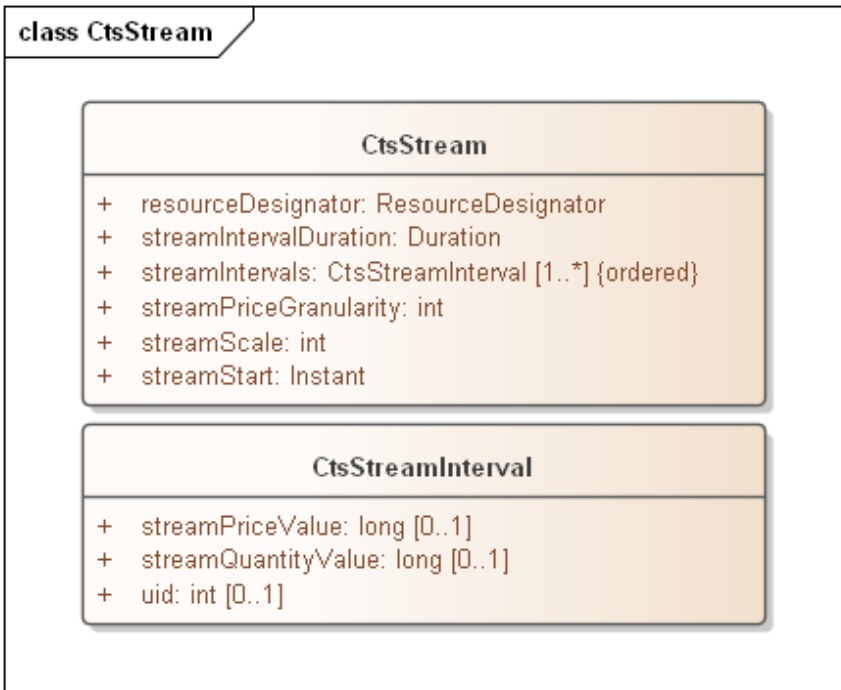 class CtsStream
CtsStream
+ resourceDesignator: ResourceDesignator
+ streamIntervalDuration: Duration
+ streamIntervals: CtsStreamInterval [1..*] {ordered}
+ streamPriceGranularity: int
+ streamScale: int
+ streamStart: Instant
CtsStreamInterval
+ streamPriceValue: long [0..1]
+ streamQuantityValue: long [0..1]
+ uid: int [0..1]